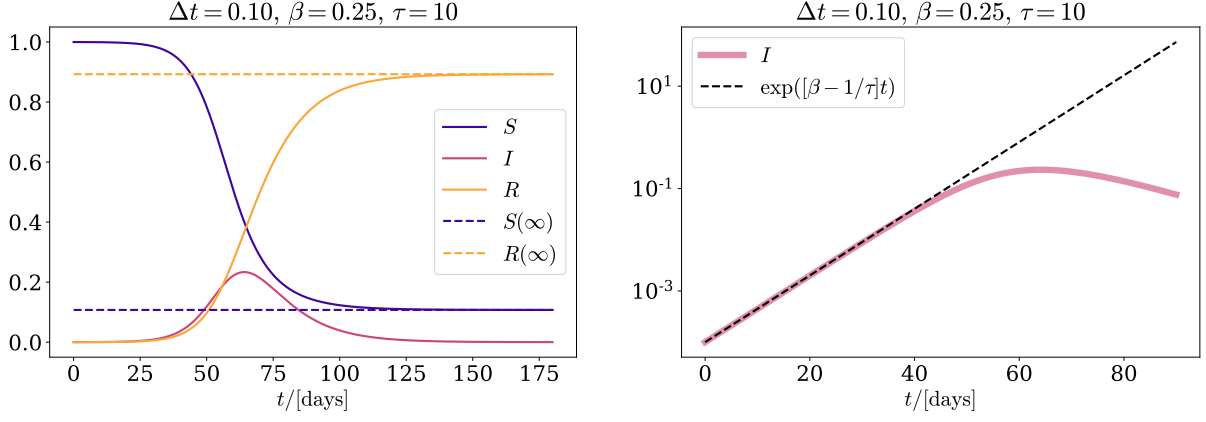 Δt = 0.10, β = 0.25, τ = 10
1.0
0.8
0.6
0.4
0.2
0.0
S
I
R
S(∞)
R(∞)
0 25 50 75 100 125 150 175
t/[days]
Δt = 0.10, β = 0.25, τ = 10
I
exp([β − 1/τ]t)
10¹
10⁻¹
10⁻³
0 20 40 60 80
t/[days]